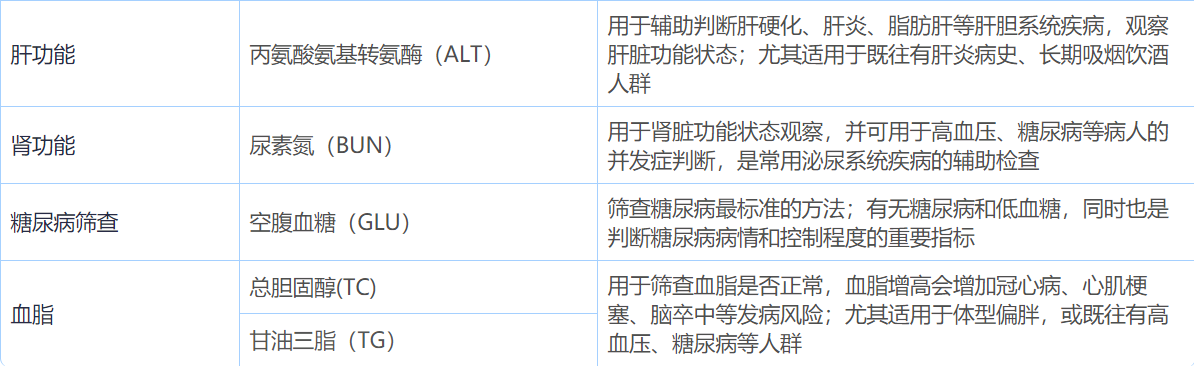 肝功能
丙氨酸氨基转氨酶（ALT）
用于辅助判断肝硬化、肝炎、脂肪肝等肝胆系统疾病，观察
肝脏功能状态；尤其适用于既往有肝炎病史、长期吸烟饮酒
人群
肾功能
尿素氮（BUN）
用于肾脏功能状态观察，并可用于高血压、糖尿病等病人的
并发症判断，是常用泌尿系统疾病的辅助检查
糖尿病筛查
空腹血糖（GLU）
筛查糖尿病最标准的方法；有无糖尿病和低血糖，同时也是
判断糖尿病病情和控制程度的重要指标
血脂
总胆固醇(TC)
甘油三脂（TG）
用于筛查血脂是否正常，血脂增高会增加冠心病、心肌梗
塞、脑卒中等发病风险；尤其适用于体型偏胖，或既往有高
血压、糖尿病等人群